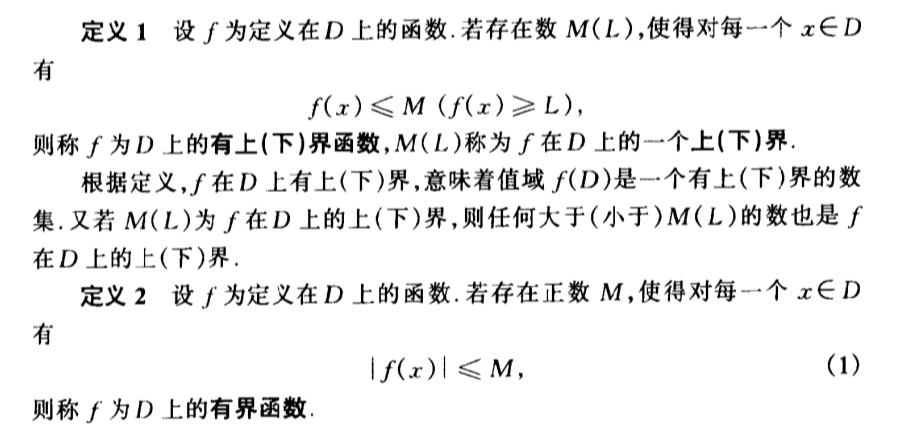 定义1 设 f 为定义在 D 上的函数.若存在数 M(L),使得对每一个 x∈D
有
f(x)≤M (f(x)≥L),
则称 f 为 D 上的有上(下)界函数,M(L)称为 f 在 D 上的一个上(下)界.
根据定义,f 在 D 上有上(下)界,意味着值域 f(D)是一个有上(下)界的数
集.又若 M(L)为 f 在 D 上的上(下)界,则任何大于(小于)M(L)的数也是 f
在 D 上的上(下)界.
定义2 设 f 为定义在 D 上的函数.若存在正数 M,使得对每一个 x∈D
有
|f(x)|≤M, (1)
则称 f 为 D 上的有界函数.